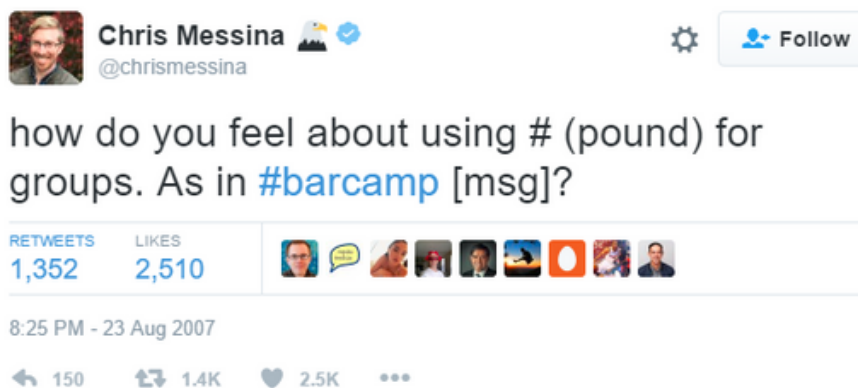 Chris Messina
@chrismessina
Follow
how do you feel about using # (pound) for
groups. As in #barcamp [msg]?
RETWEETS LIKES
1,352 2,510
8:25 PM - 23 Aug 2007
150 1.4K 2.5K